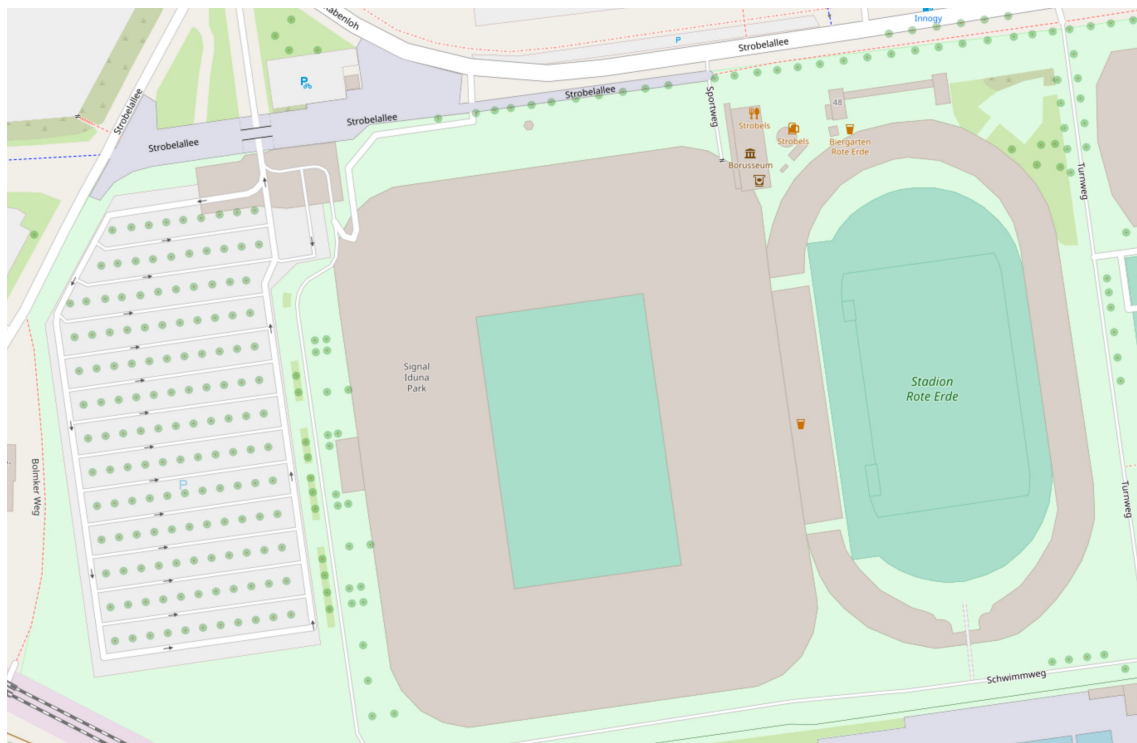 abenloh
Innogy
P
Strobelallee
P
Strobelallee
Sportweg
48
Strobelallee
Strobels
Strobelallee
Strobels
Biergarten
Rote Erde
Strobelallee
Borusseum
Turnweg
Signal
Iduna
Park
Stadion
Rote Erde
Bolmker Weg
P
Turnweg
Schwimmweg